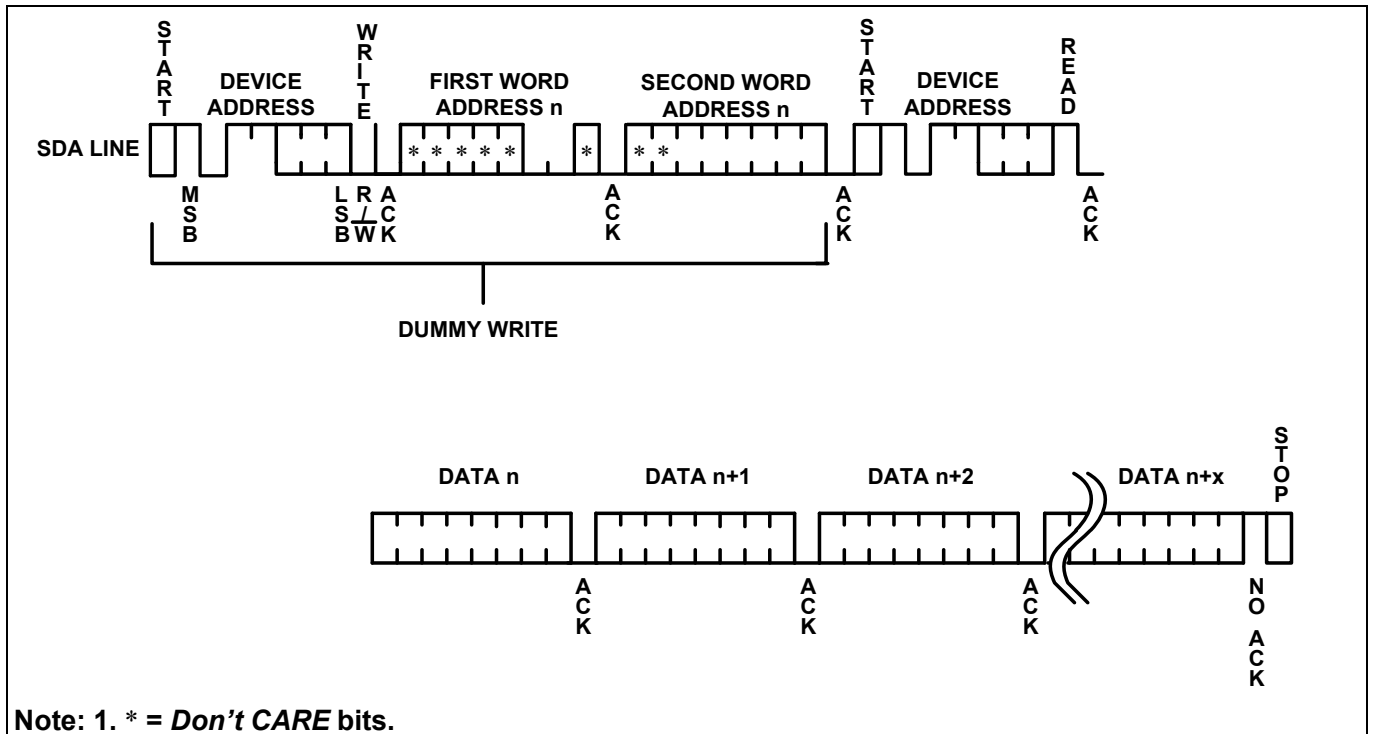 START
WRITE
START
READ
DEVICE
ADDRESS
FIRST WORD
ADDRESS n
SECOND WORD
ADDRESS n
DEVICE
ADDRESS
SDA LINE
* * * * *
*
* *
MSB
LSB
R/W
ACK
ACK
ACK
ACK
DUMMY WRITE
STOP
DATA n
DATA n+1
DATA n+2
DATA n+x
ACK
ACK
ACK
NO ACK
Note: 1. * = Don't CARE bits.